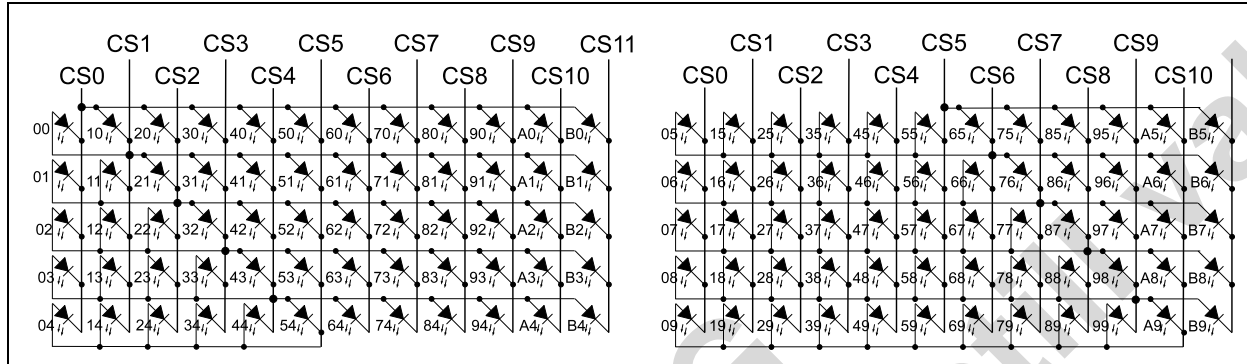 CS1 CS3 CS5 CS7 CS9 CS11
CS0 CS2 CS4 CS6 CS8 CS10
00 10 20 30 40 50 60 70 80 90 A0 B0
01 11 21 31 41 51 61 71 81 91 A1 B1
02 12 22 32 42 52 62 72 82 92 A2 B2
03 13 23 33 43 53 63 73 83 93 A3 B3
04 14 24 34 44 54 64 74 84 94 A4 B4
CS1 CS3 CS5 CS7 CS9
CS0 CS2 CS4 CS6 CS8 CS10
05 15 25 35 45 55 65 75 85 95 A5 B5
06 16 26 36 46 56 66 76 86 96 A6 B6
07 17 27 37 47 57 67 77 87 97 A7 B7
08 18 28 38 48 58 68 78 88 98 A8 B8
09 19 29 39 49 59 69 79 89 99 A9 B9
still